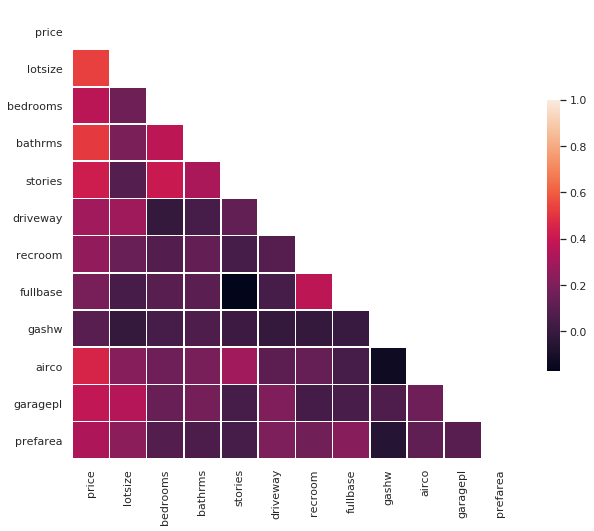 price
lotsize
bedrooms
bathrms
stories
driveway
recroom
fullbase
gashw
airco
garagepl
prefarea
price
lotsize
bedrooms
bathrms
stories
driveway
recroom
fullbase
gashw
airco
garagepl
prefarea
1.0
0.8
0.6
0.4
0.2
0.0